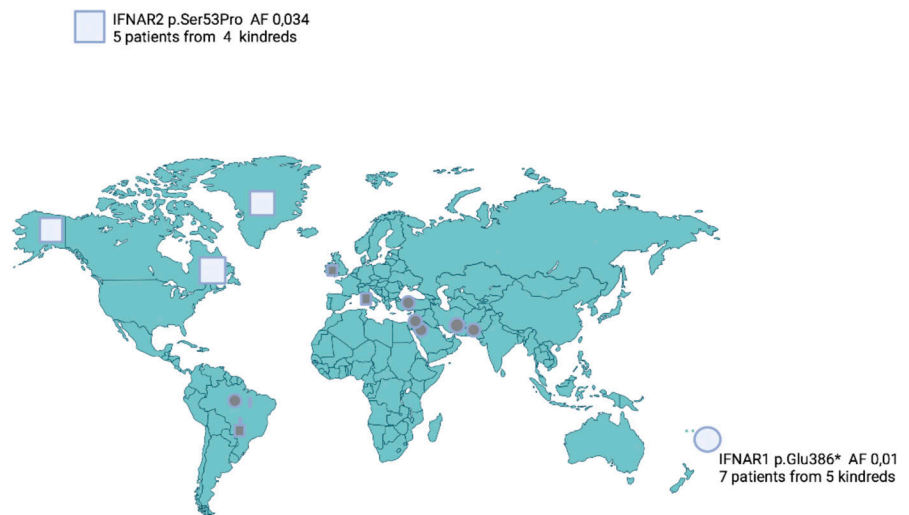 IFNAR2 p.Ser53Pro AF 0,034
5 patients from 4 kindreds
IFNAR1 p.Glu386* AF 0,01
7 patients from 5 kindreds